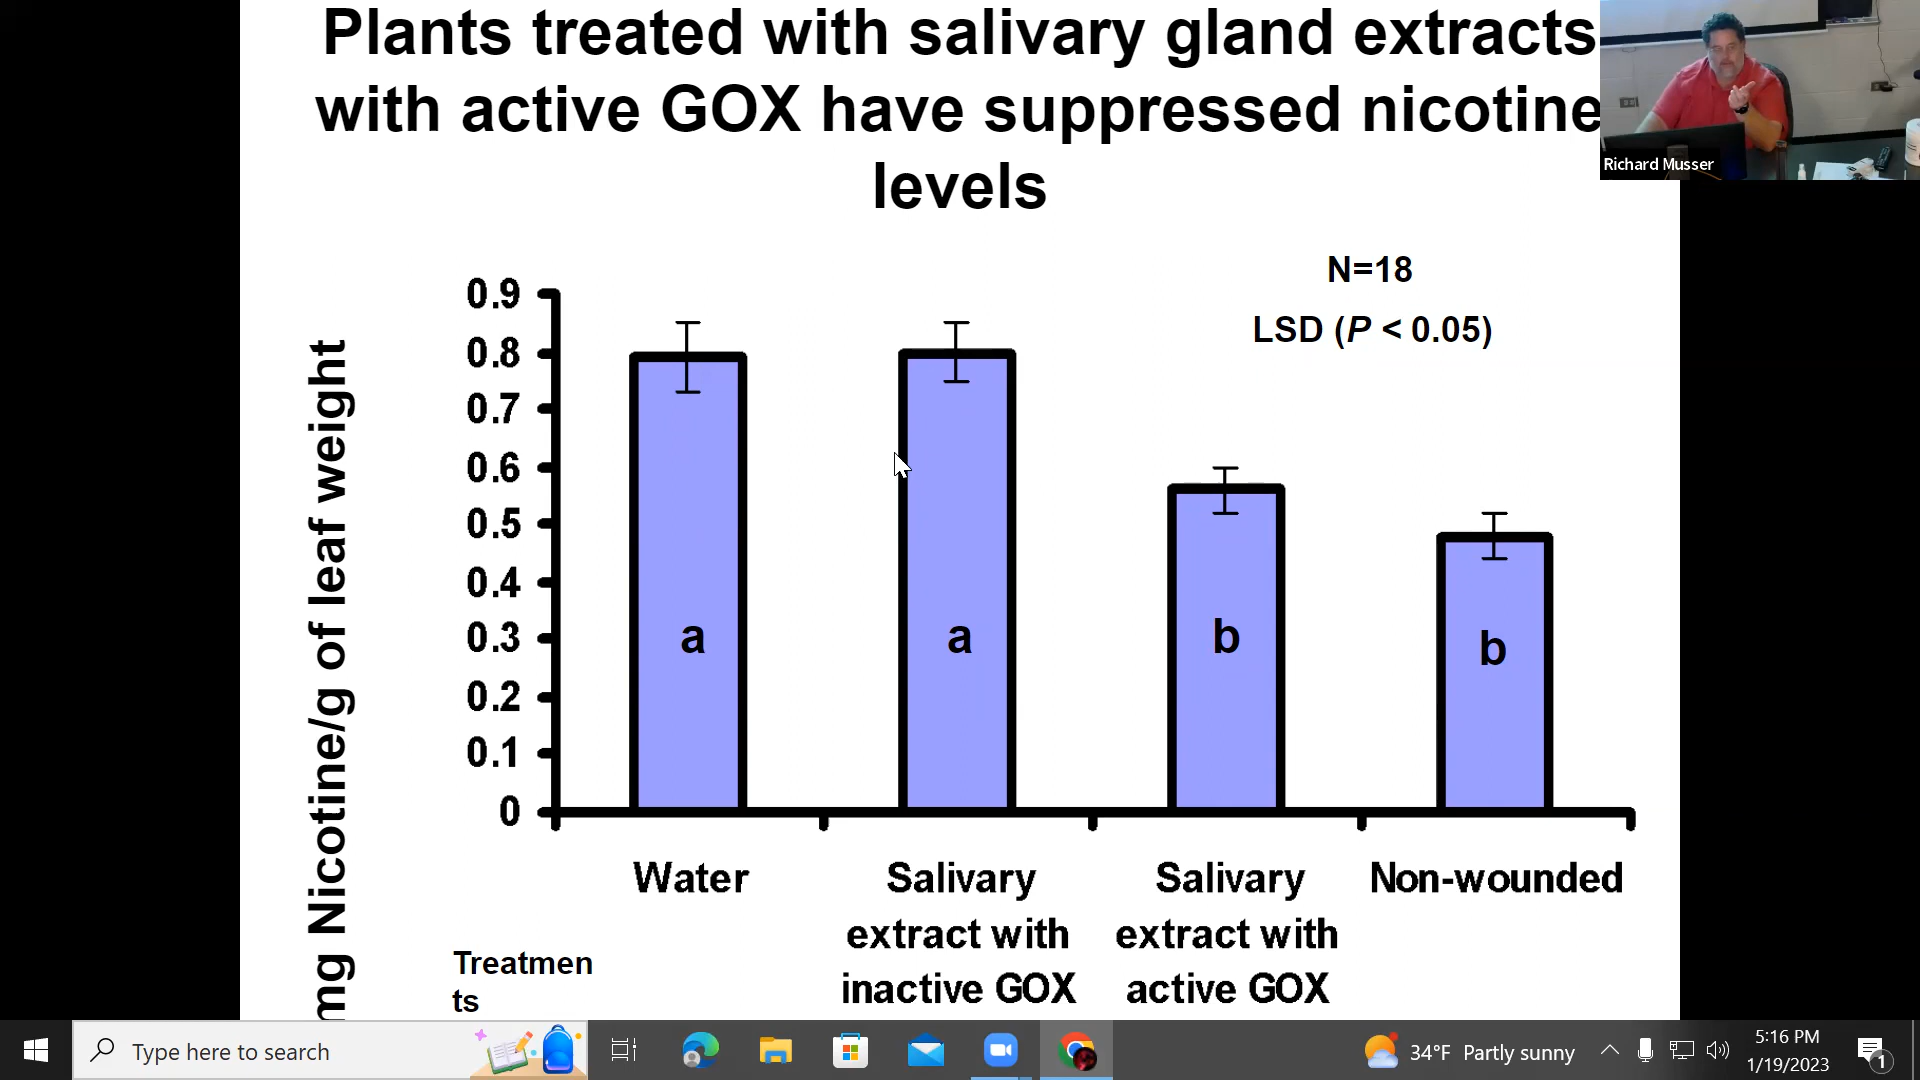 Plants treated with salivary gland extracts
with active GOX have suppressed nicotine
levels
Richard Musser
N=18
LSD (P < 0.05)
mg Nicotine/g of leaf weight
0.9
0.8
0.7
0.6
0.5
0.4
0.3
0.2
0.1
0
a
a
b
b
Water
Salivary
extract with
inactive GOX
Salivary
extract with
active GOX
Non-wounded
Treatmen
ts
Type here to search
34°F Partly sunny
5:16 PM
1/19/2023
1